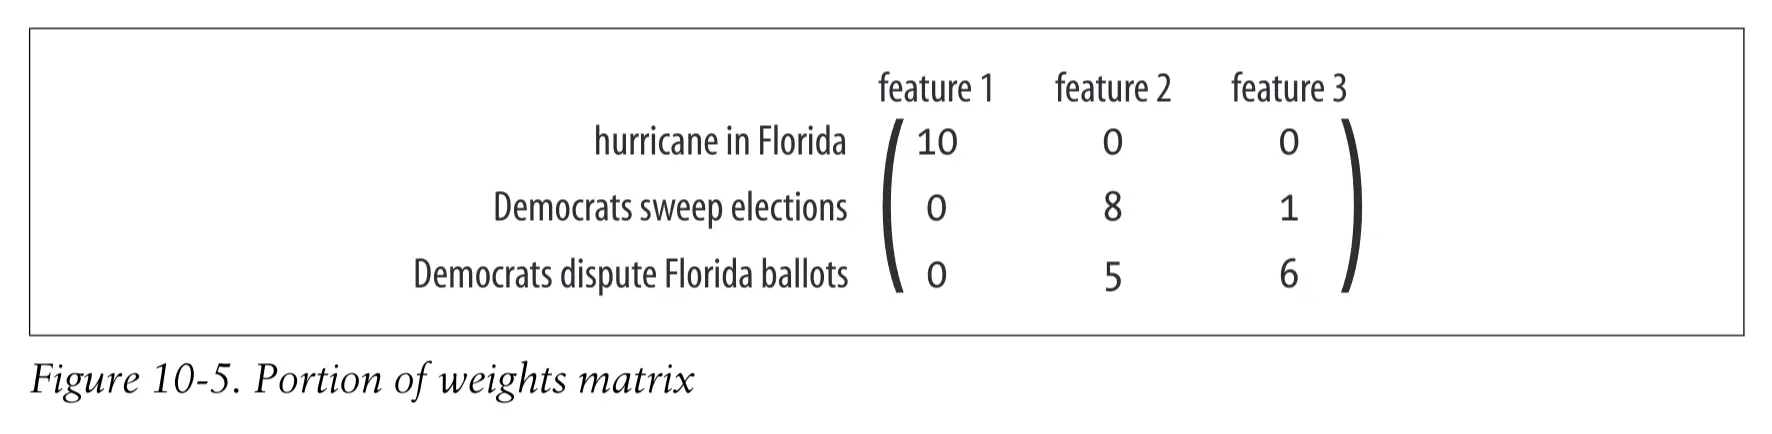 feature 1 feature 2 feature 3
hurricane in Florida 10 0 0
Democrats sweep elections 0 8 1
Democrats dispute Florida ballots 0 5 6
Figure 10-5. Portion of weights matrix